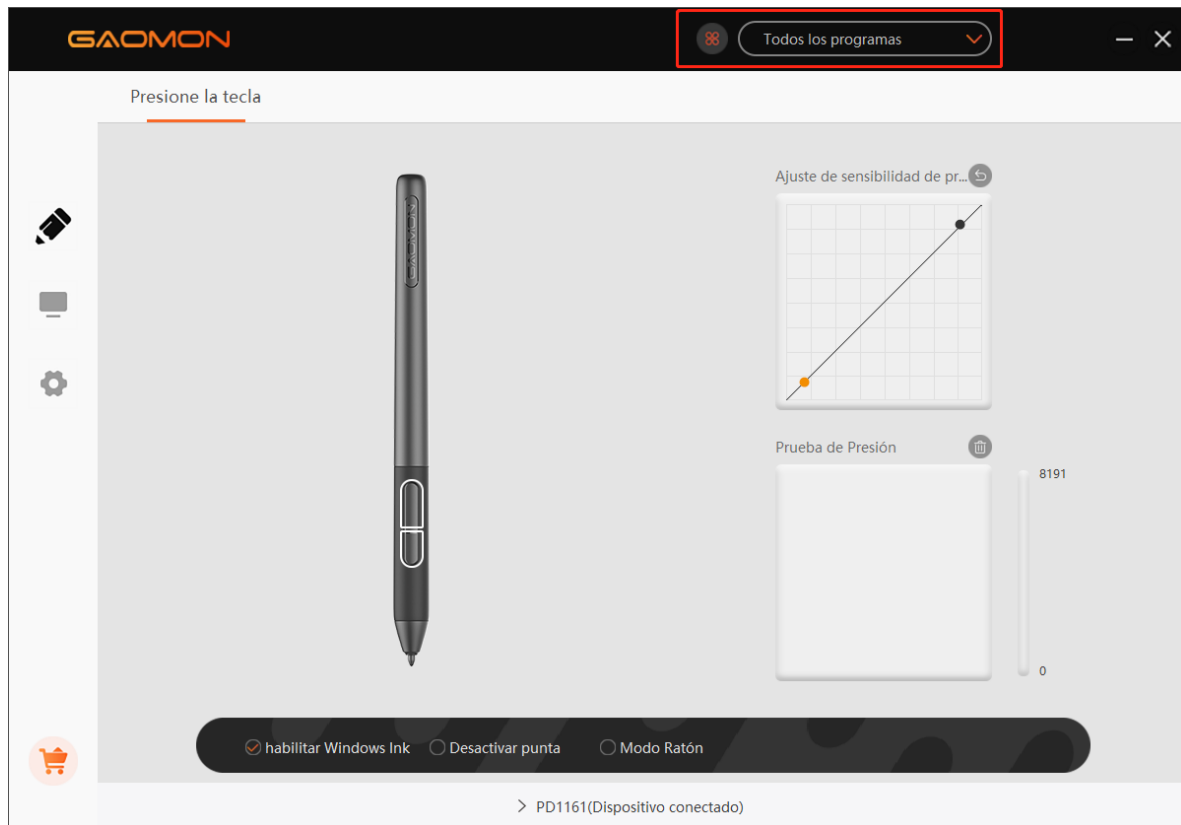 GAOMON
Todos los programas
Presione la tecla
Ajuste de sensibilidad de pr...
GAOMON
Prueba de Presión
8191
0
habilitar Windows Ink
Desactivar punta
Modo Ratón
PD1161(Dispositivo conectado)